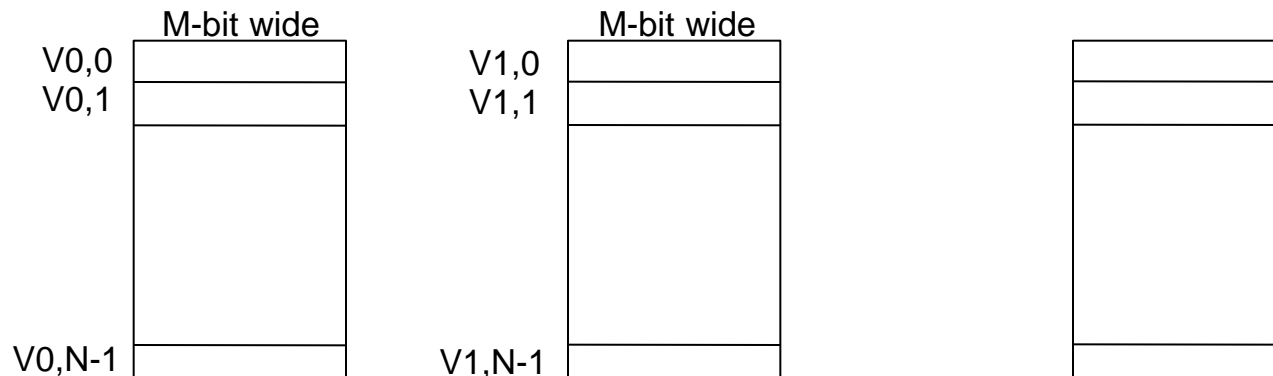 M-bit wide M-bit wide
V0,0 V1,0
V0,1 V1,1
V0,N-1 V1,N-1